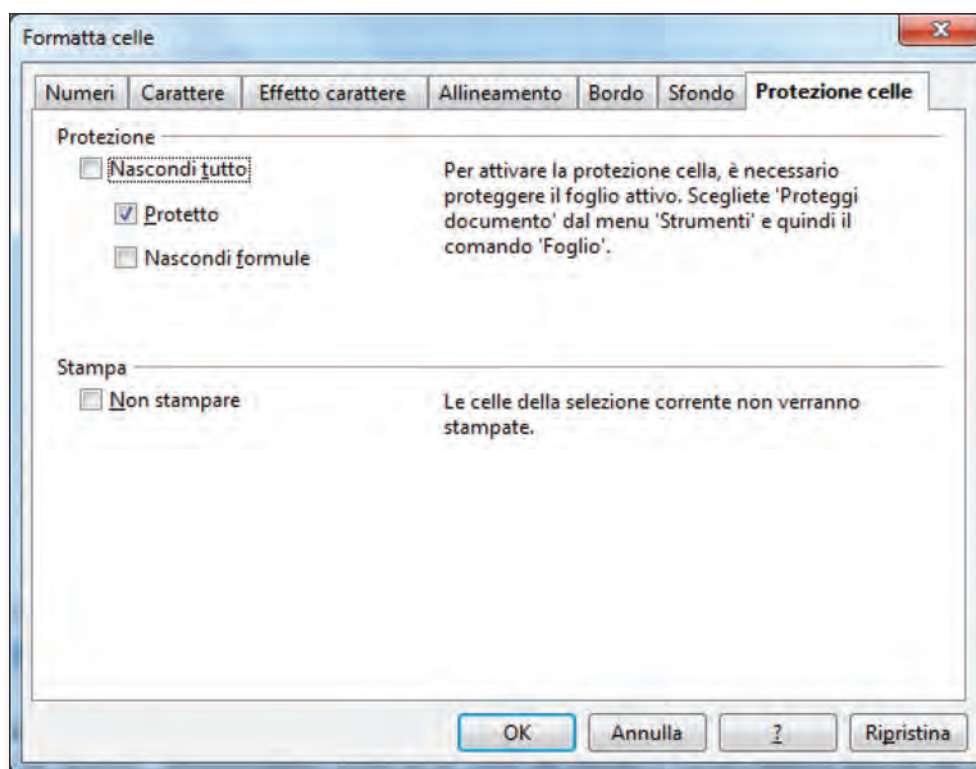 Formatta celle
Numeri Carattere Effetto carattere Allineamento Bordo Sfondo Protezione celle
Protezione
Nascondi tutto
Protetto
Nascondi formule
Per attivare la protezione cella, è necessario
proteggere il foglio attivo. Scegliete 'Proteggi
documento' dal menu 'Strumenti' e quindi il
comando 'Foglio'.
Stampa
Non stampare
Le celle della selezione corrente non verranno
stampate.
OK Annulla ? Ripristina